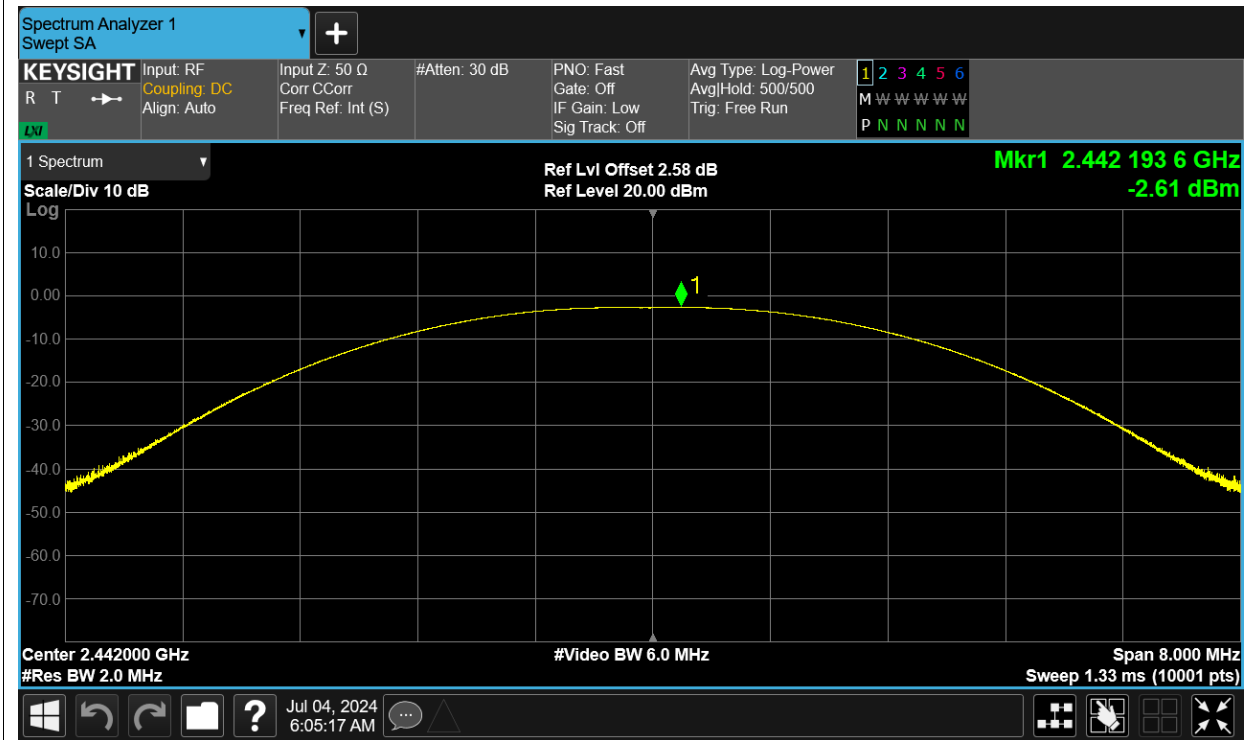 Spectrum Analyzer 1
Swept SA
KEYSIGHT
R T
LXI
Input: RF
Coupling: DC
Align: Auto
Input Z: 50 Ω
Corr CCorr
Freq Ref: Int (S)
#Atten: 30 dB
PNO: Fast
Gate: Off
IF Gain: Low
Sig Track: Off
Avg Type: Log-Power
Avg|Hold: 500/500
Trig: Free Run
1 2 3 4 5 6
M W W W W W
P N N N N N
1 Spectrum
Scale/Div 10 dB
Log
Ref Lvl Offset 2.58 dB
Ref Level 20.00 dBm
Mkr1 2.442 193 6 GHz
-2.61 dBm
10.0
0.00
-10.0
-20.0
-30.0
-40.0
-50.0
-60.0
-70.0
1
Center 2.442000 GHz
#Res BW 2.0 MHz
#Video BW 6.0 MHz
Span 8.000 MHz
Sweep 1.33 ms (10001 pts)
?
Jul 04, 2024
6:05:17 AM